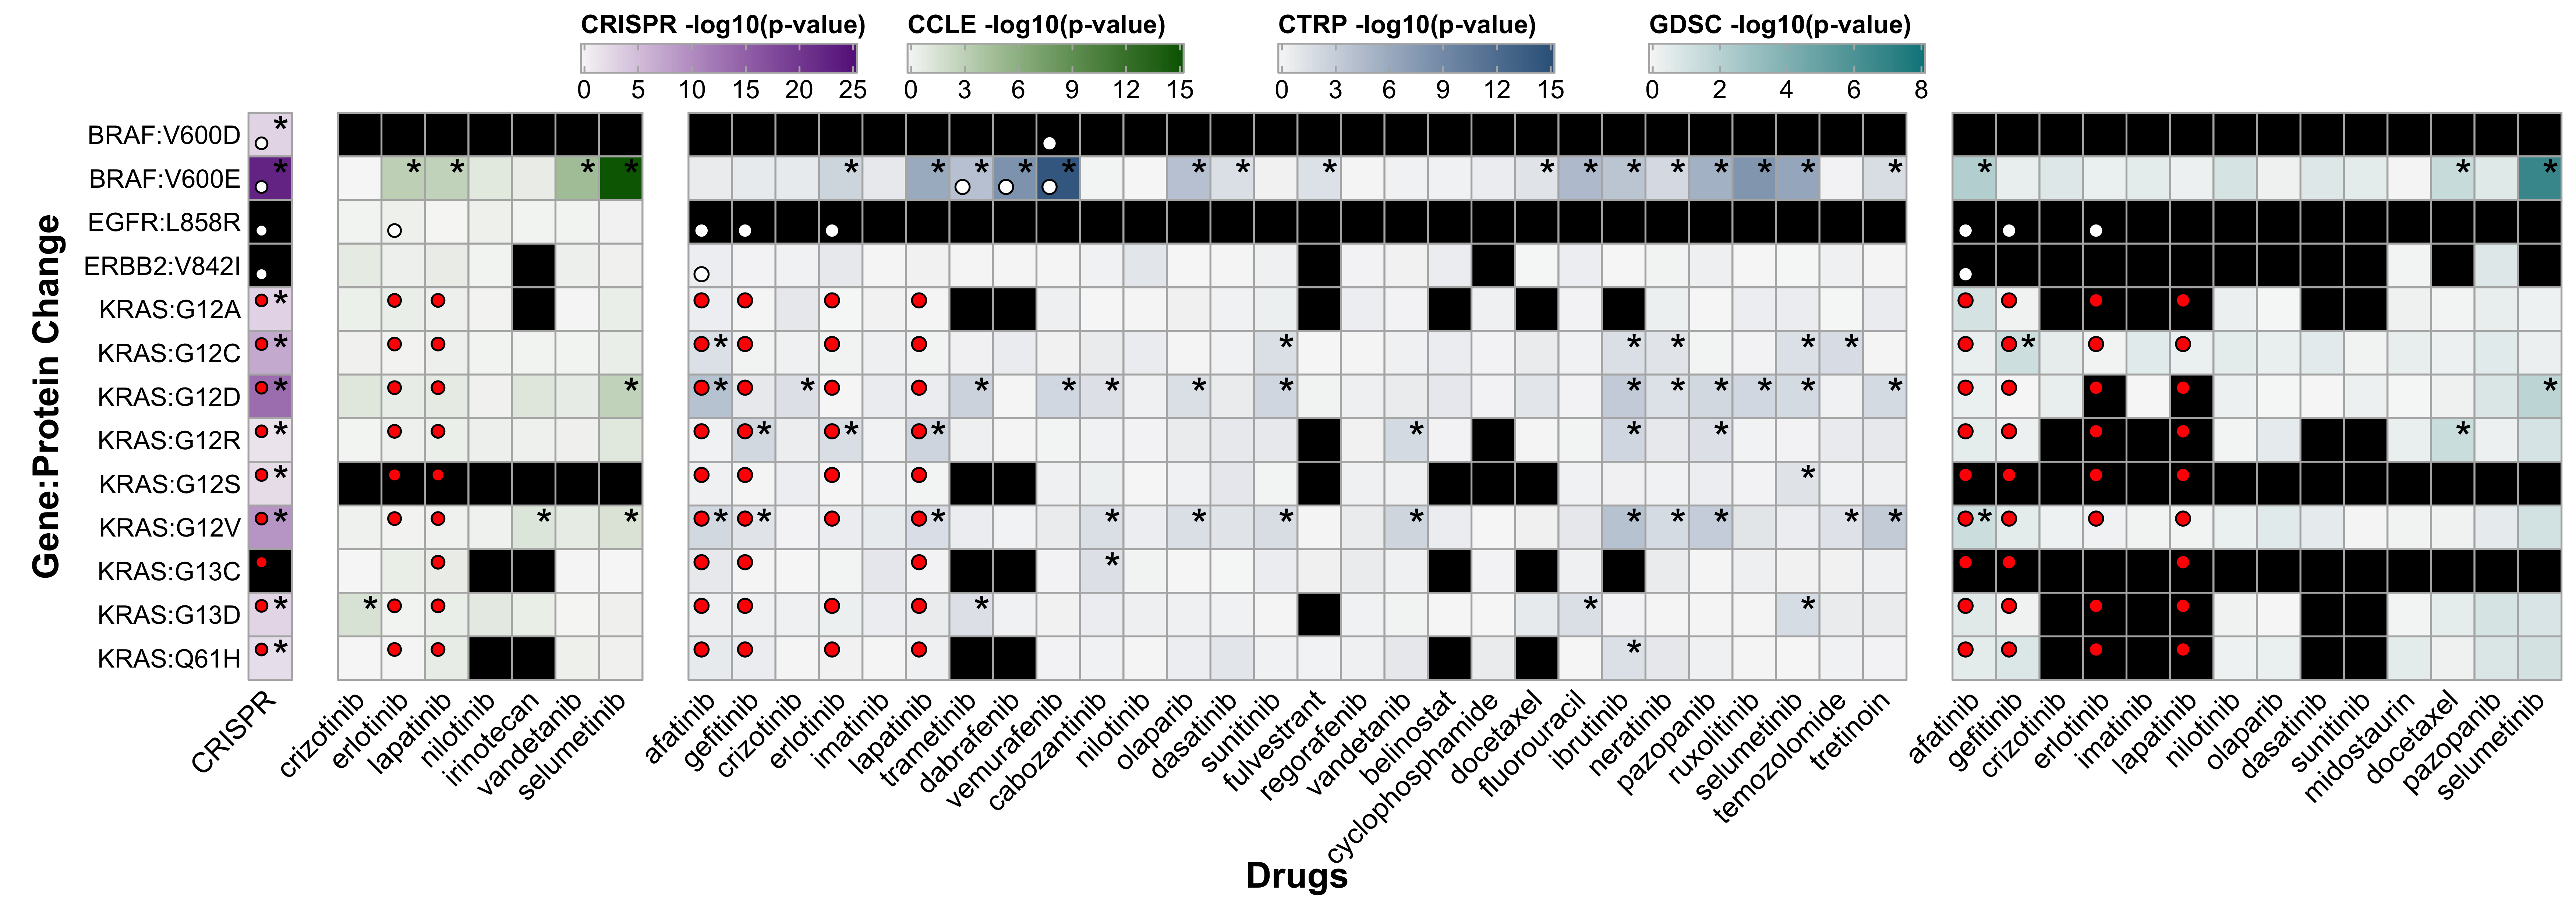 CRISPR -log10(p-value) CCLE -log10(p-value) CTRP -log10(p-value) GDSC -log10(p-value)
0 5 10 15 20 25 0 3 6 9 12 15 0 3 6 9 12 15 0 2 4 6 8
Gene:Protein Change
BRAF:V600D
BRAF:V600E
EGFR:L858R
ERBB2:V842I
KRAS:G12A
KRAS:G12C
KRAS:G12D
KRAS:G12R
KRAS:G12S
KRAS:G12V
KRAS:G13C
KRAS:G13D
KRAS:Q61H
CRISPR
crizotinib
erlotinib
lapatinib
nilotinib
irinotecan
vandetanib
selumetinib
afatinib
gefitinib
crizotinib
erlotinib
imatinib
lapatinib
trametinib
dabrafenib
vemurafenib
cabozantinib
nilotinib
olaparib
dasatinib
sunitinib
fulvestrant
regorafenib
vandetanib
belinostat
cyclophosphamide
docetaxel
fluorouracil
ibrutinib
neratinib
pazopanib
ruxolitinib
selumetinib
temozolomide
tretinoin
afatinib
gefitinib
crizotinib
erlotinib
imatinib
lapatinib
nilotinib
olaparib
dasatinib
sunitinib
midostaurin
docetaxel
pazopanib
selumetinib
Drugs